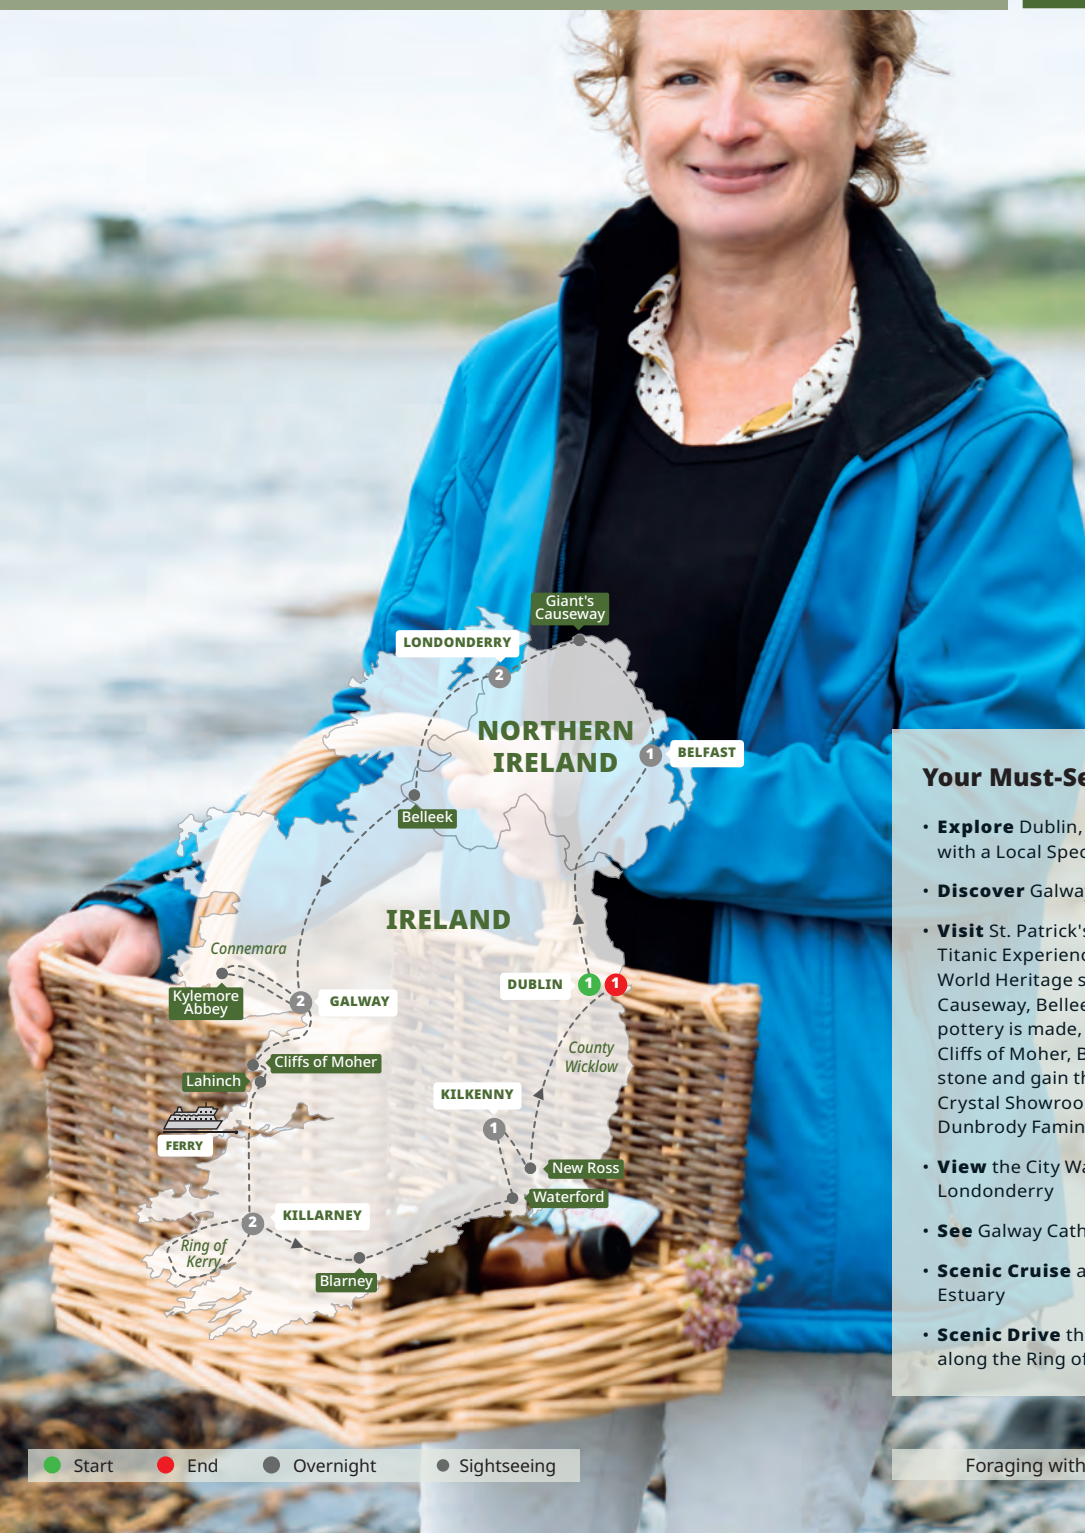 Giant's
Causeway
LONDONDERRY
2
NORTHERN
IRELAND
1
BELFAST
Belleek
IRELAND
Connemara
Kylemore
Abbey
2
GALWAY
DUBLIN
1
1
Cliffs of Moher
Lahinch
County
Wicklow
KILKENNY
1
FERRY
New Ross
Waterford
2
KILLARNEY
Ring of
Kerry
Blarney
Start
End
Overnight
Sightseeing
Your Must-Se
• Explore Dublin,
with a Local Spec
• Discover Galwa
• Visit St. Patrick's
Titanic Experienc
World Heritage s
Causeway, Bellee
pottery is made,
Cliffs of Moher, B
stone and gain th
Crystal Showroo
Dunbrody Famin
• View the City Wa
Londonderry
• See Galway Cath
• Scenic Cruise a
Estuary
• Scenic Drive th
along the Ring of
Foraging with